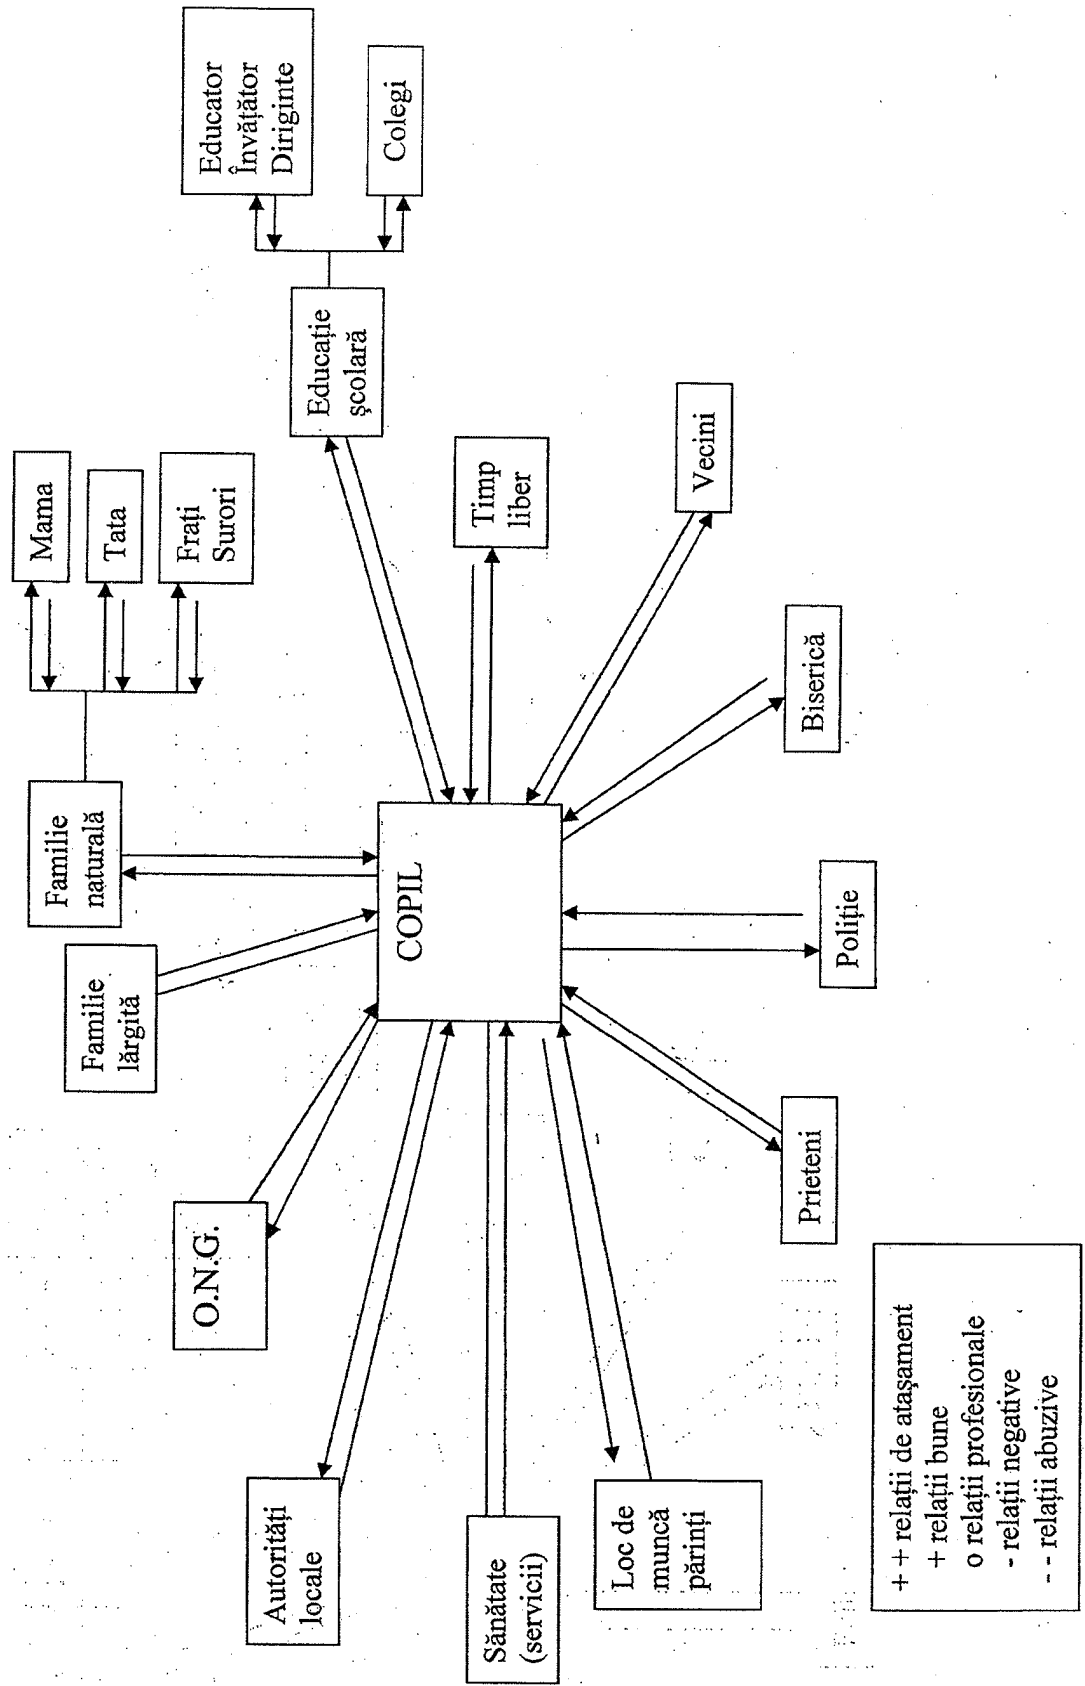 Autorități
locale
O.N.G.
Familie
lărgită
Familie
naturală
Mama
Tata
Frați
Surori
Educație
școlară
Educator
Învățător
Diriginte
Colegi
Sănătate
(servicii)
COPIL
Timp
liber
Loc de
muncă
părinți
Prieteni
Poliție
Biserică
Vecini
+ + relații de atașament
+ relații bune
o relații profesionale
- relații negative
- - relații abuzive